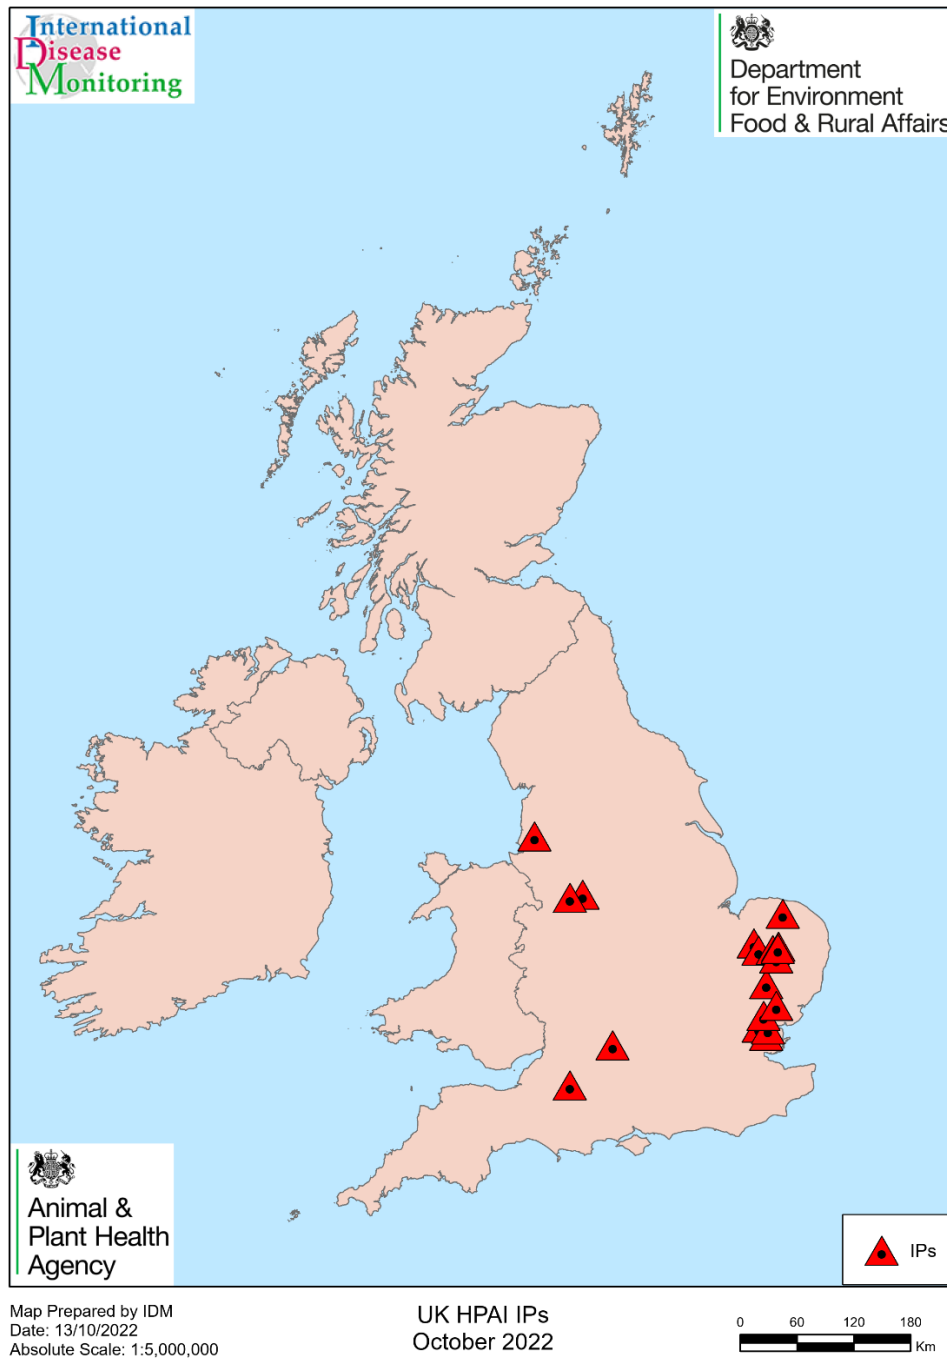 International
Disease
Monitoring
Department
for Environment
Food & Rural Affairs
Animal &
Plant Health
Agency
IPs
Map Prepared by IDM
Date: 13/10/2022
Absolute Scale: 1:5,000,000
UK HPAI IPs
October 2022
0 60 120 180
Km